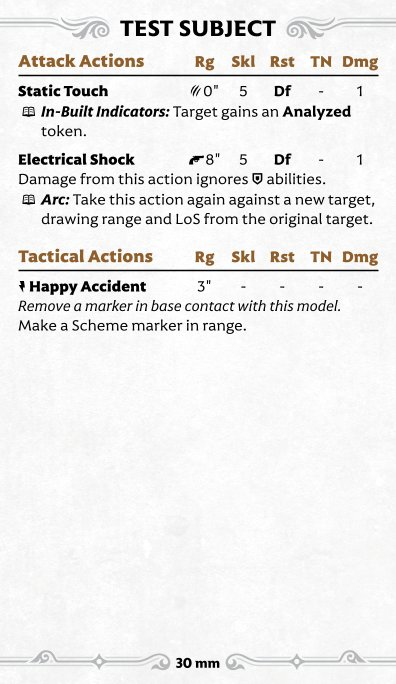 TEST SUBJECT
Attack Actions Rg Skl Rst TN Dmg
Static Touch 0" 5 Df - 1
In-Built Indicators: Target gains an Analyzed
token.
Electrical Shock 8" 5 Df - 1
Damage from this action ignores abilities.
Arc: Take this action again against a new target,
drawing range and LoS from the original target.
Tactical Actions Rg Skl Rst TN Dmg
Happy Accident 3" - - - -
Remove a marker in base contact with this model.
Make a Scheme marker in range.
30 mm